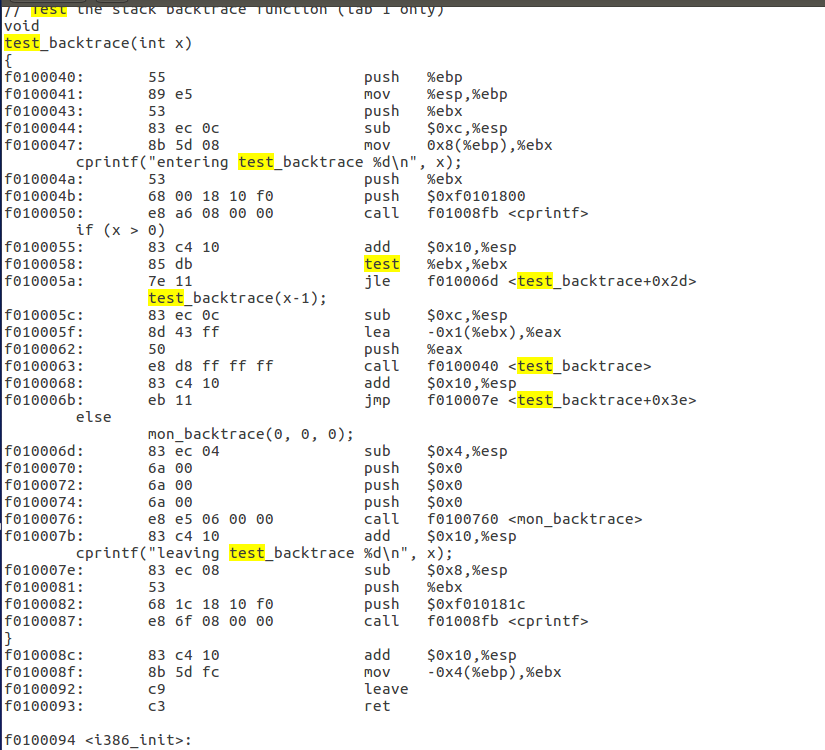 // Test the stack backtrace function (lab 1 only)
void
test_backtrace(int x)
{
f0100040:	55	push   %ebp
f0100041:	89 e5	mov    %esp,%ebp
f0100043:	53	push   %ebx
f0100044:	83 ec 0c	sub    $0xc,%esp
f0100047:	8b 5d 08	mov    0x8(%ebp),%ebx
	cprintf("entering test_backtrace %d\n", x);
f010004a:	53	push   %ebx
f010004b:	68 00 18 10 f0	push   $0xf0101800
f0100050:	e8 a6 08 00 00	call   f01008fb <cprintf>
	if (x > 0)
f0100055:	83 c4 10	add    $0x10,%esp
f0100058:	85 db	test   %ebx,%ebx
f010005a:	7e 11	jle    f010006d <test_backtrace+0x2d>
		test_backtrace(x-1);
f010005c:	83 ec 0c	sub    $0xc,%esp
f010005f:	8d 43 ff	lea    -0x1(%ebx),%eax
f0100062:	50	push   %eax
f0100063:	e8 d8 ff ff ff	call   f0100040 <test_backtrace>
f0100068:	83 c4 10	add    $0x10,%esp
f010006b:	eb 11	jmp    f010007e <test_backtrace+0x3e>
	else
		mon_backtrace(0, 0, 0);
f010006d:	83 ec 04	sub    $0x4,%esp
f0100070:	6a 00	push   $0x0
f0100072:	6a 00	push   $0x0
f0100074:	6a 00	push   $0x0
f0100076:	e8 e5 06 00 00	call   f0100760 <mon_backtrace>
f010007b:	83 c4 10	add    $0x10,%esp
	cprintf("leaving test_backtrace %d\n", x);
f010007e:	83 ec 08	sub    $0x8,%esp
f0100081:	53	push   %ebx
f0100082:	68 1c 18 10 f0	push   $0xf010181c
f0100087:	e8 6f 08 00 00	call   f01008fb <cprintf>
}
f010008c:	83 c4 10	add    $0x10,%esp
f010008f:	8b 5d fc	mov    -0x4(%ebp),%ebx
f0100092:	c9	leave
f0100093:	c3	ret
f0100094 <i386_init>: